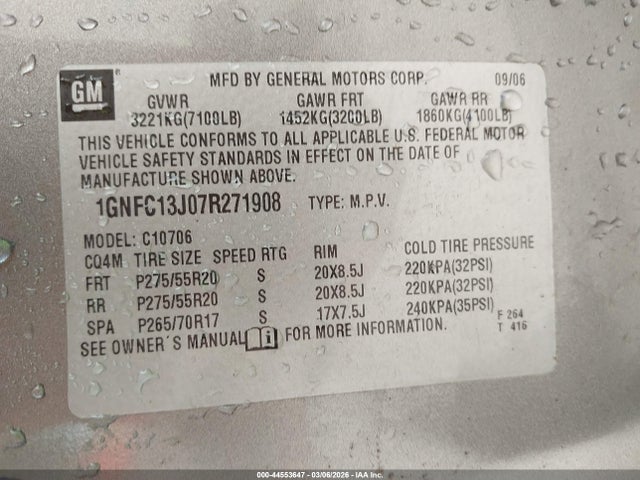 GM
®
MFD BY GENERAL MOTORS CORP. 09/06
GVWR GAWR FRT GAWR RR
3221KG(7100LB) 1452KG(3200LB) 1860KG(4100LB)
THIS VEHICLE CONFORMS TO ALL APPLICABLE U.S. FEDERAL MOTOR
VEHICLE SAFETY STANDARDS IN EFFECT ON THE DATE OF
MANUFACTURE SHOWN ABOVE.
1GNFC13J07R271908 TYPE: M.P.V.
MODEL: C10706
CQ4M TIRE SIZE SPEED RTG RIM COLD TIRE PRESSURE
FRT P275/55R20 S 20X8.5J 220KPA(32PSI)
RR P275/55R20 S 20X8.5J 220KPA(32PSI)
SPA P265/70R17 S 17X7.5J 240KPA(35PSI)
SEE OWNER'S MANUAL i FOR MORE INFORMATION.
F 264
T 416
000-44553647 - 03/06/2026 - IAA Inc.